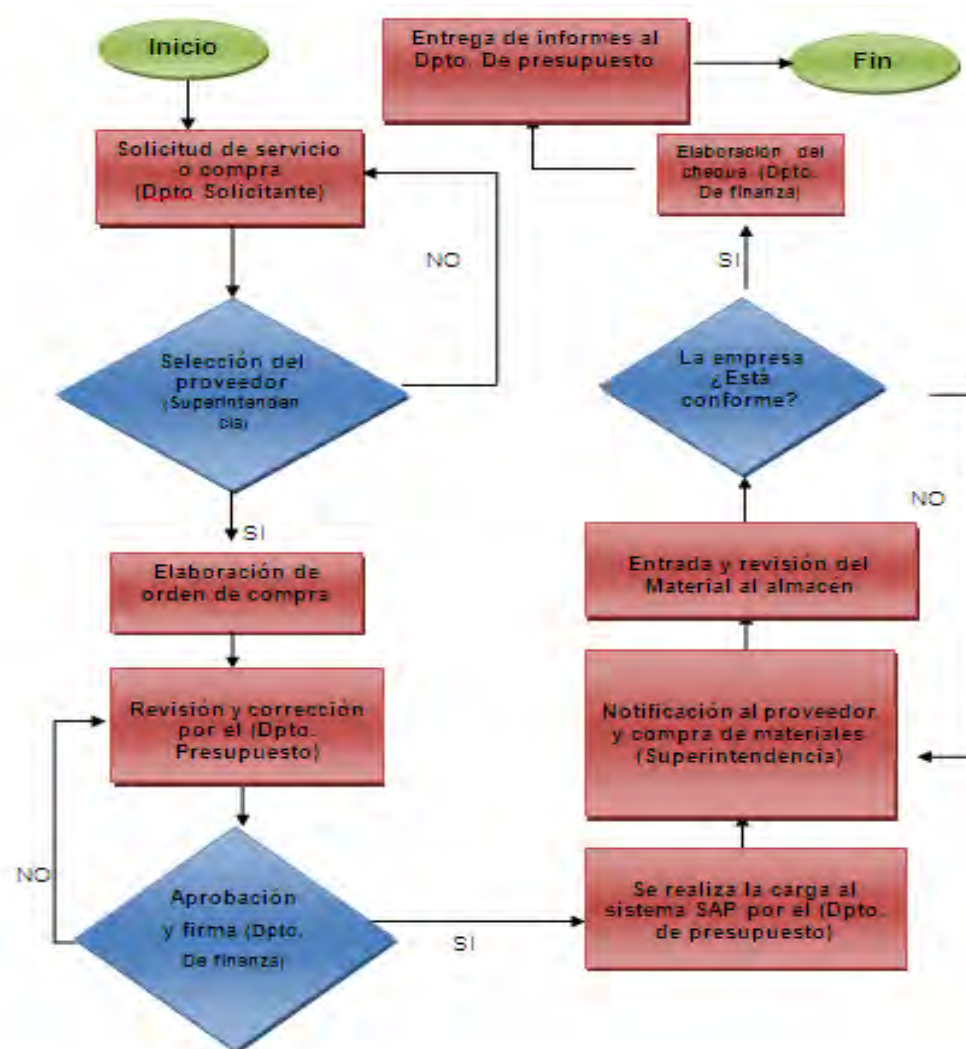 Inicio
Solicitud de servicio
o compra
(Dpto. Solicitante)
NO
Selección del
proveedor
(Superintenden
cia)
SI
Elaboración de
orden de compra
Revisión y corrección
por el (Dpto.
Presupuesto)
NO
Aprobación
y firma (Dpto.
De finanza)
SI
Se realiza la carga al
sistema SAP por el (Dpto.
de presupuesto)
Notificación al proveedor
y compra de materiales
(Superintendencia)
Entrada y revisión del
Material al almacén
NO
La empresa
¿Está
conforme?
SI
Elaboración del
cheque (Dpto.
De finanza)
Entrega de informes al
Dpto. De presupuesto
Fin